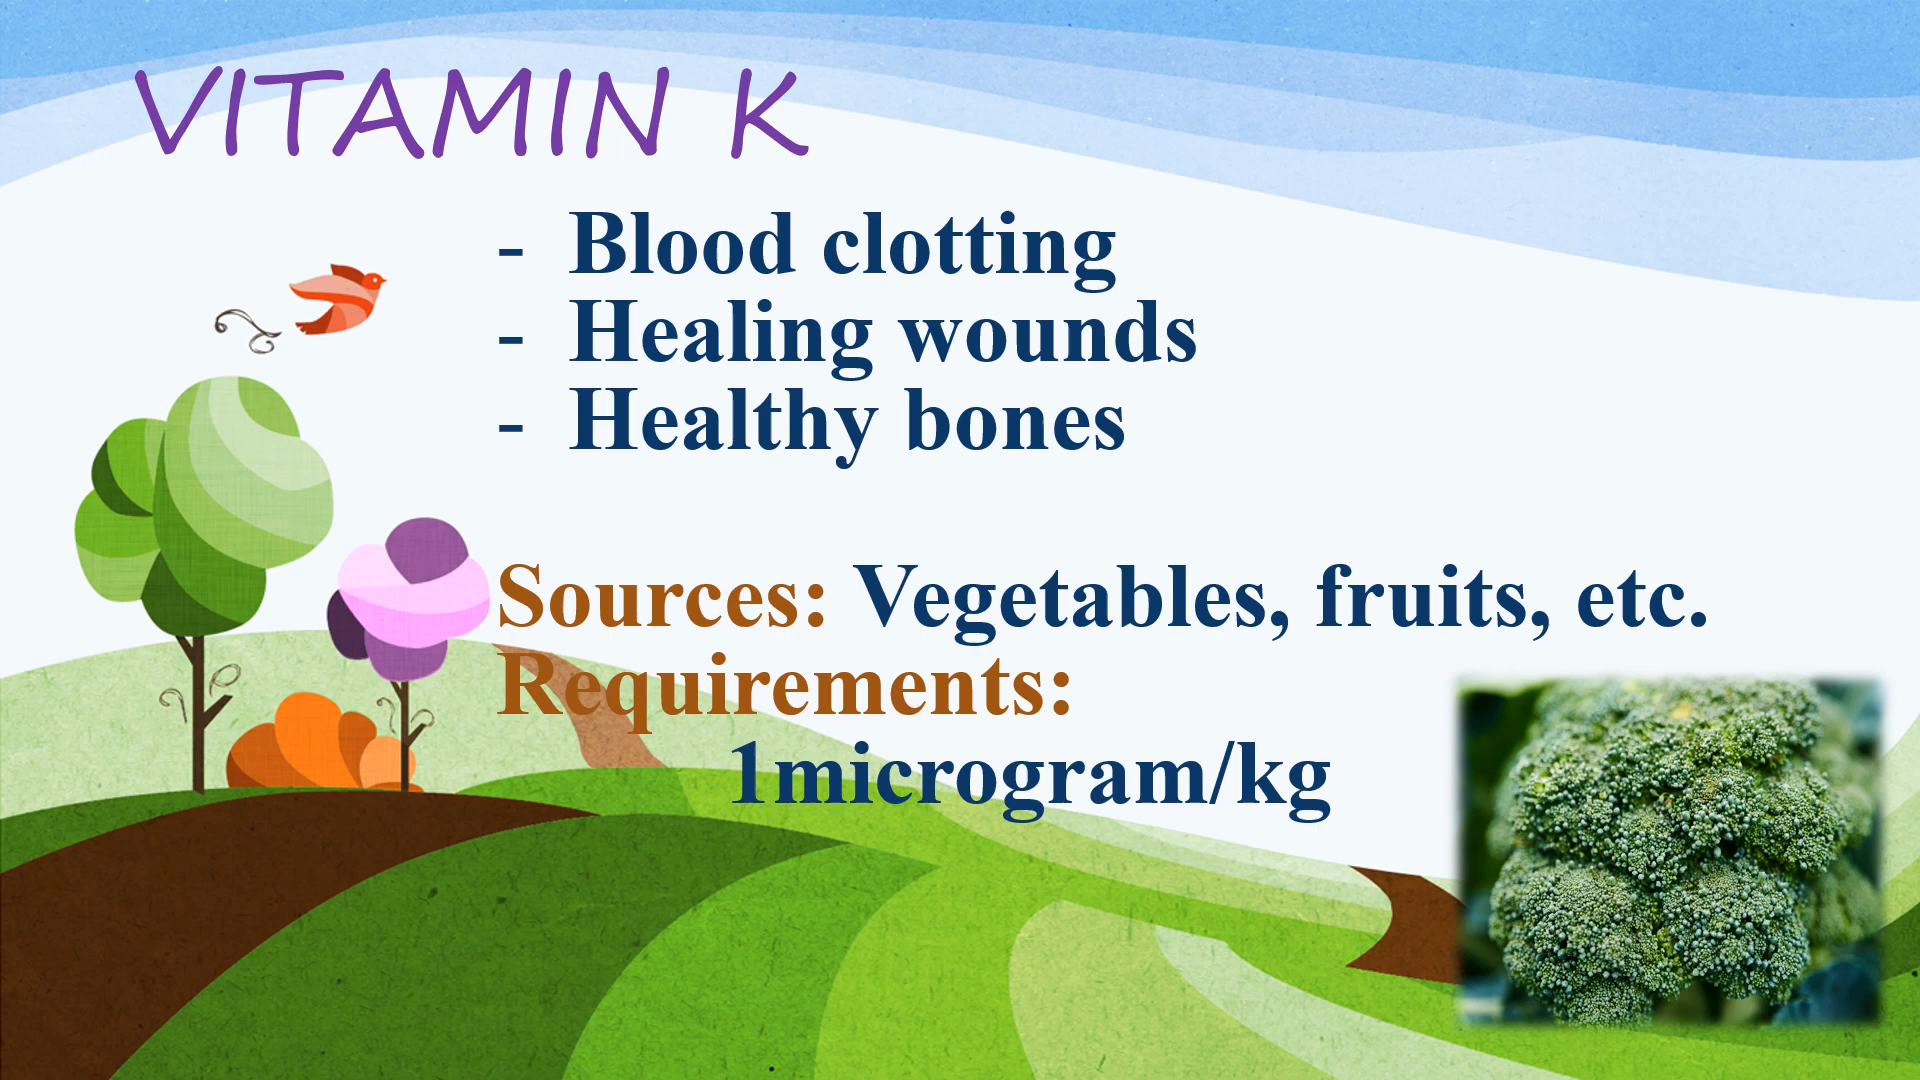 VITAMIN K
- Blood clotting
- Healing wounds
- Healthy bones
Sources: Vegetables, fruits, etc.
Requirements:
1microgram/kg